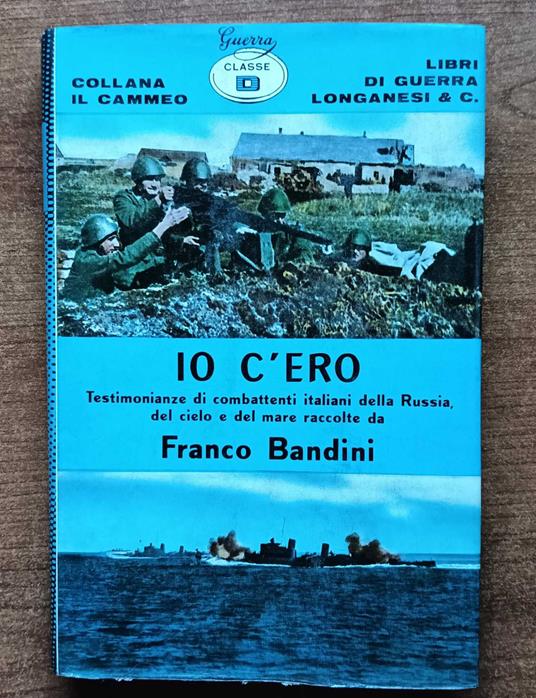 Guerra
CLASSE
D
COLLANA
IL CAMMEO
LIBRI
DI GUERRA
LONGANESI & C.
IO C'ERO
Testimonianze di combattenti italiani della Russia,
del cielo e del mare raccolte da
Franco Bandini